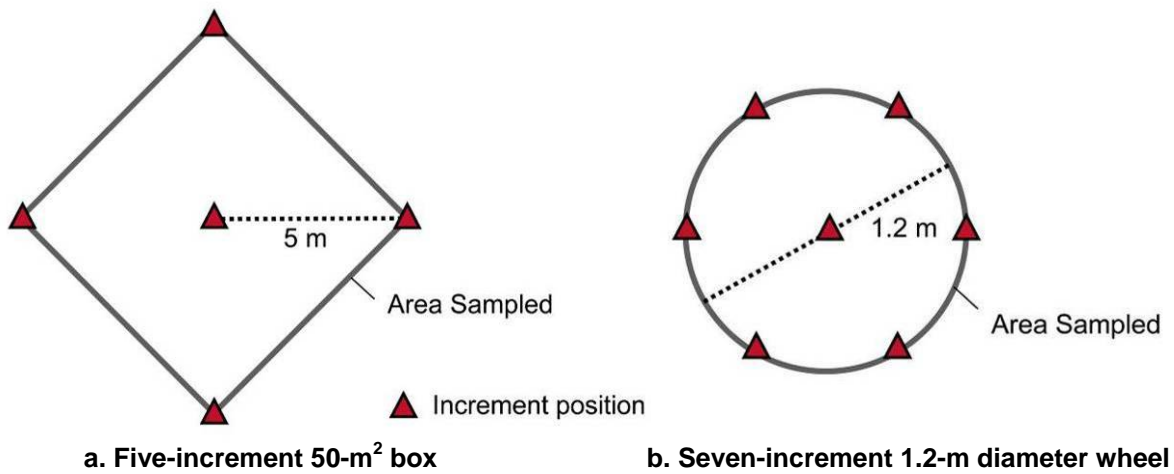 5 m
Area Sampled
1.2 m
Area Sampled
Increment position
a. Five-increment 50-m² box
b. Seven-increment 1.2-m diameter wheel